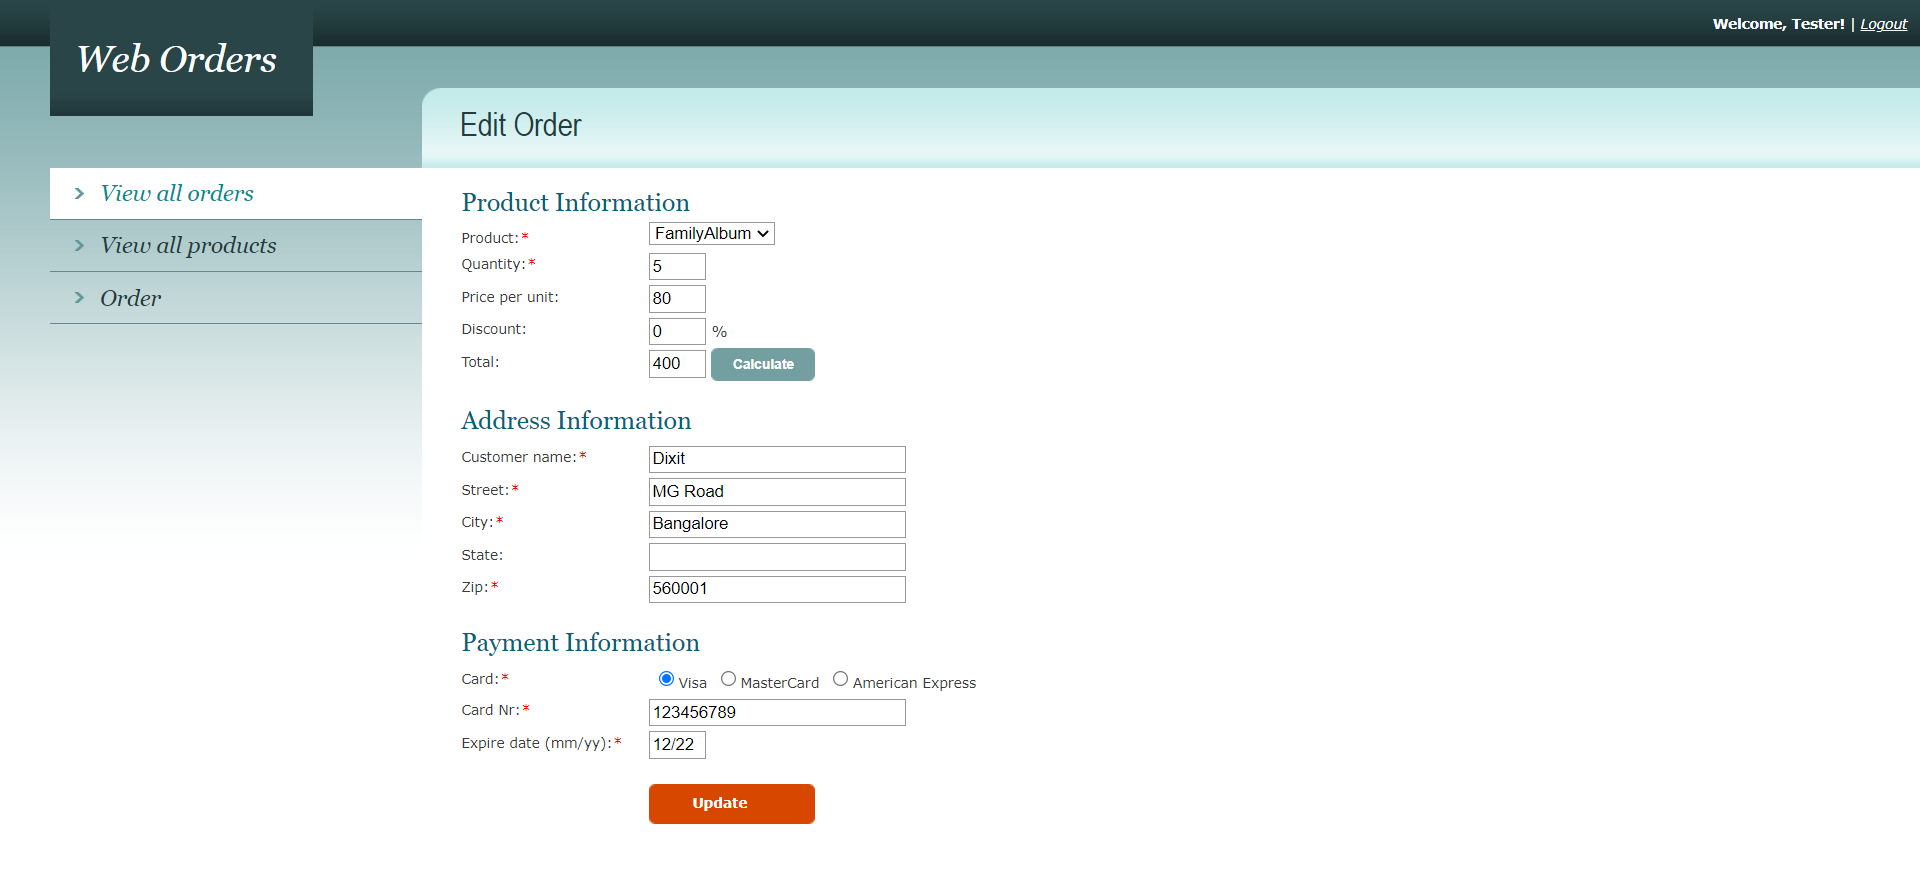 Welcome, Tester! | Logout
Web Orders
Edit Order
View all orders
View all products
Order
Product Information
Product:* FamilyAlbum
Quantity:* 5
Price per unit: 80
Discount: 0 %
Total: 400 Calculate
Address Information
Customer name:* Dixit
Street:* MG Road
City:* Bangalore
State:
Zip:* 560001
Payment Information
Card:* Visa MasterCard American Express
Card Nr:* 123456789
Expire date (mm/yy):* 12/22
Update